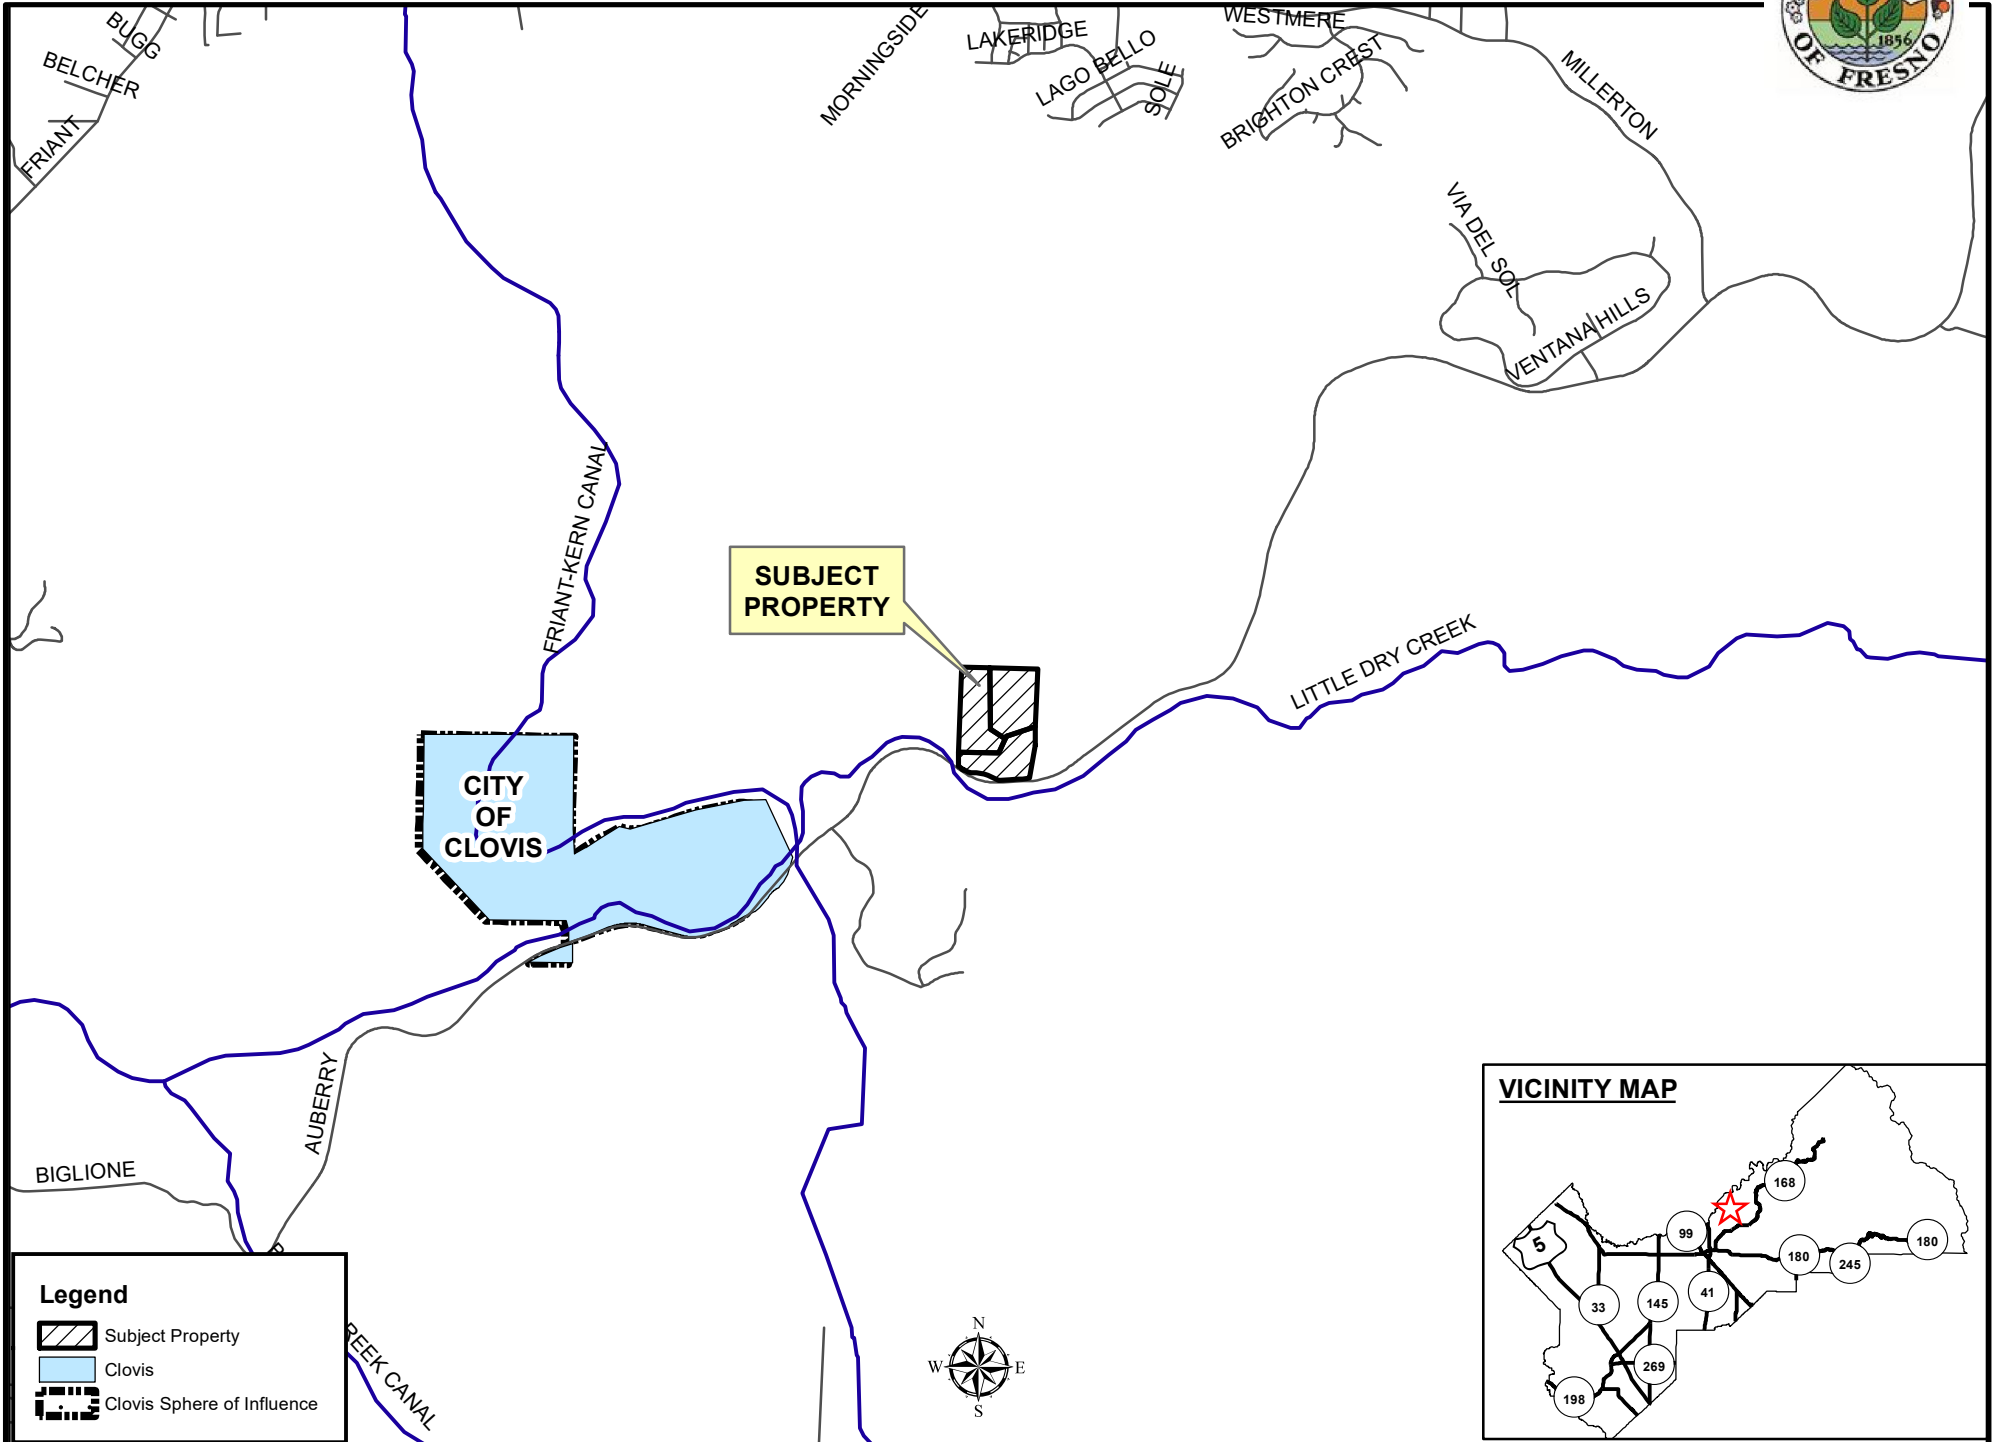 BUGG
BELCHER
FRIANT
MORNINGSIDE
LAKERIDGE
LAGO BELLO
SOLE
WESTMERE
BRIGHTON CREST
MILLERTON
1856
OF FRESNO
VIA DEL SOL
VENTANA HILLS
FRIANT-KERN CANAL
SUBJECT
PROPERTY
LITTLE DRY CREEK
CITY
OF
CLOVIS
AUBERRY
BIGLIONE
REEK CANAL
Legend
Subject Property
Clovis
Clovis Sphere of Influence
N
W
E
S
VICINITY MAP
168
99
5
180
245
180
33
145
41
269
198